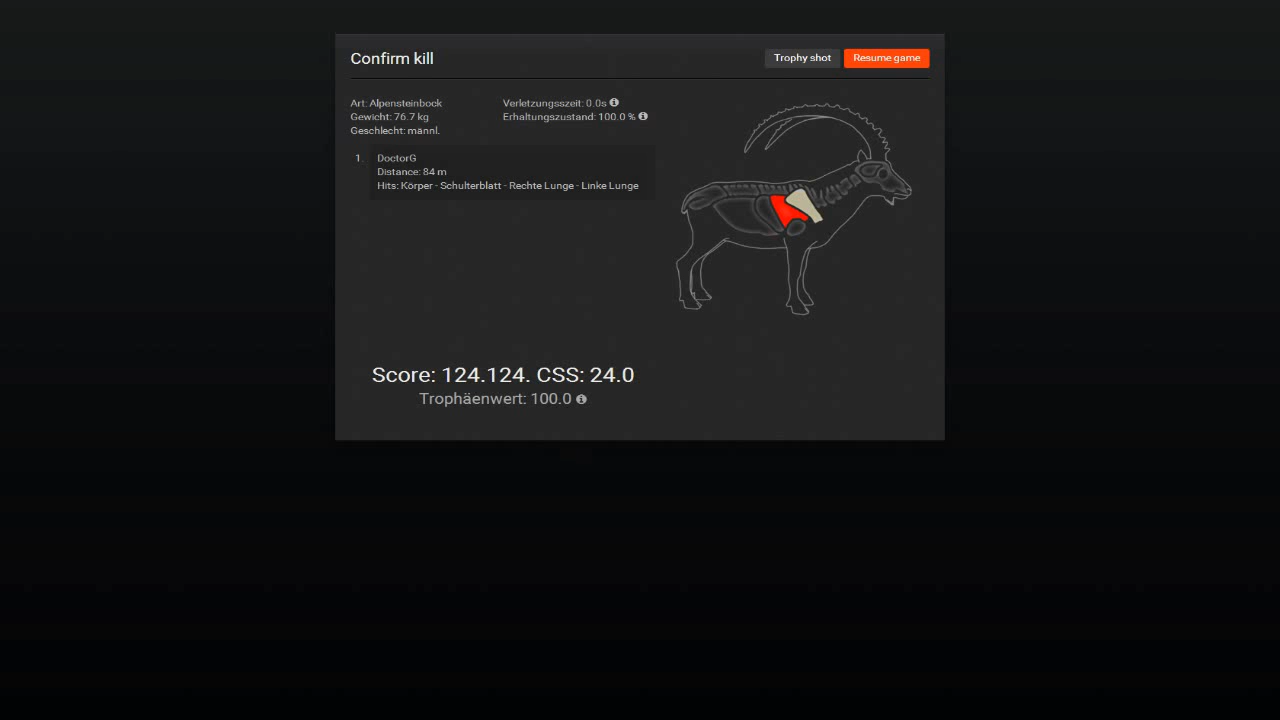 Confirm kill
Trophy shot
Resume game
Art: Alpensteinbock
Gewicht: 76.7 kg
Geschlecht: männl.
Verletzungsszeit: 0.0s
Erhaltungszustand: 100.0 %
1.
DoctorG
Distance: 84 m
Hits: Körper - Schulterblatt - Rechte Lunge - Linke Lunge
Score: 124.124. CSS: 24.0
Trophäenwert: 100.0